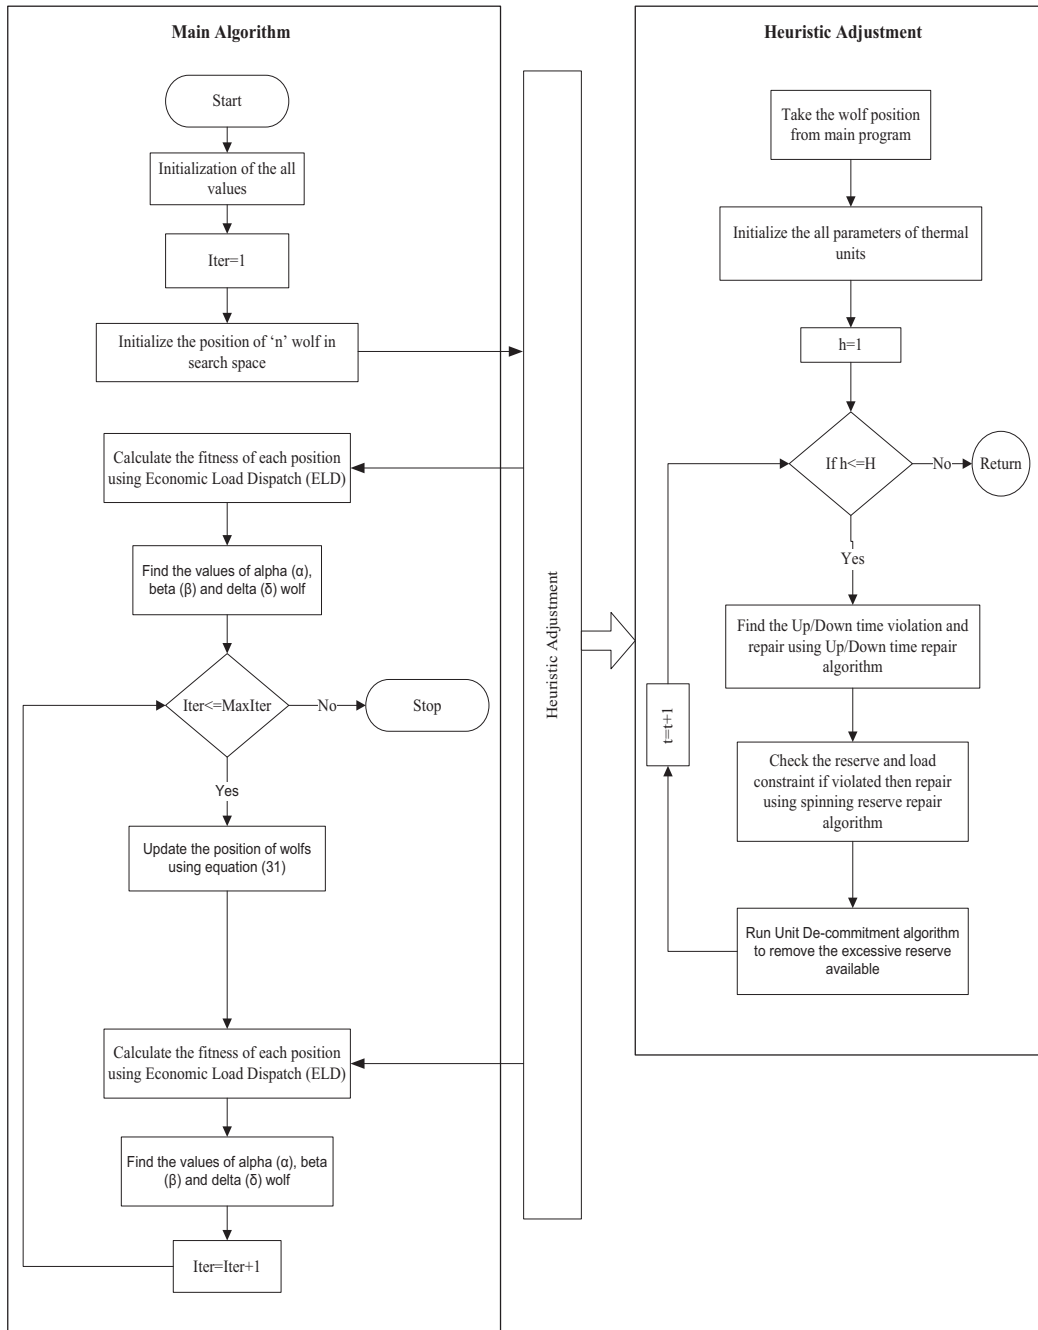 Main Algorithm
Start
Initialization of the all
values
Iter=1
Initialize the position of ‘n’ wolf in
search space
Calculate the fitness of each position
using Economic Load Dispatch (ELD)
Find the values of alpha (α),
beta (β) and delta (δ) wolf
Iter<=MaxIter
No
Stop
Yes
Update the position of wolfs
using equation (31)
Calculate the fitness of each position
using Economic Load Dispatch (ELD)
Find the values of alpha (α), beta
(β) and delta (δ) wolf
Iter=Iter+1
Heuristic Adjustment
Heuristic Adjustment
Take the wolf position
from main program
Initialize the all parameters of thermal
units
h=1
If h<=H
No
Return
Yes
Find the Up/Down time violation and
repair using Up/Down time repair
algorithm
t=t+1
Check the reserve and load
constraint if violated then repair
using spinning reserve repair
algorithm
Run Unit De-commitment algorithm
to remove the excessive reserve
available